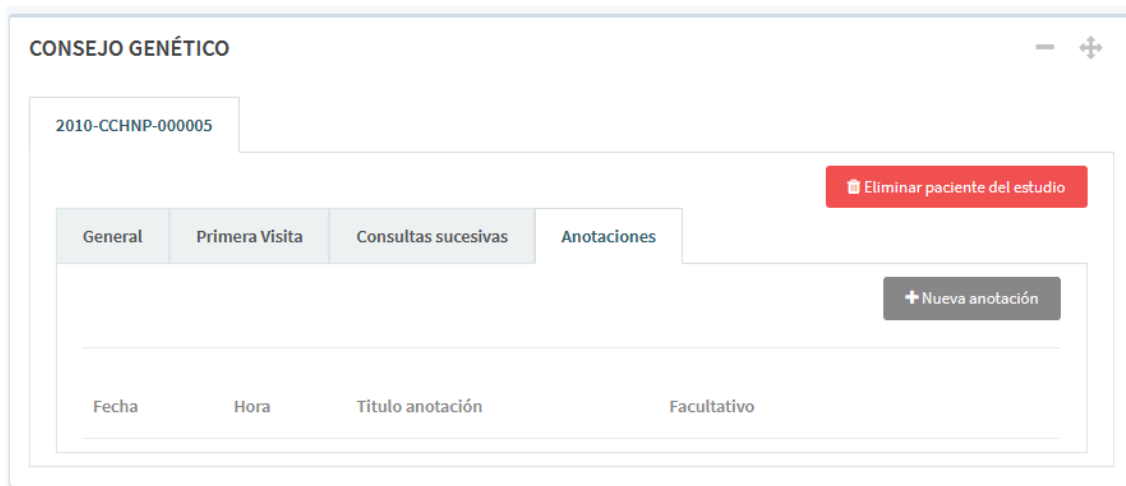 CONSEJO GENÉTICO
2010-CCHNP-000005
Eliminar paciente del estudio
General Primera Visita Consultas sucesivas Anotaciones
Nueva anotación
Fecha Hora Titulo anotación Facultativo